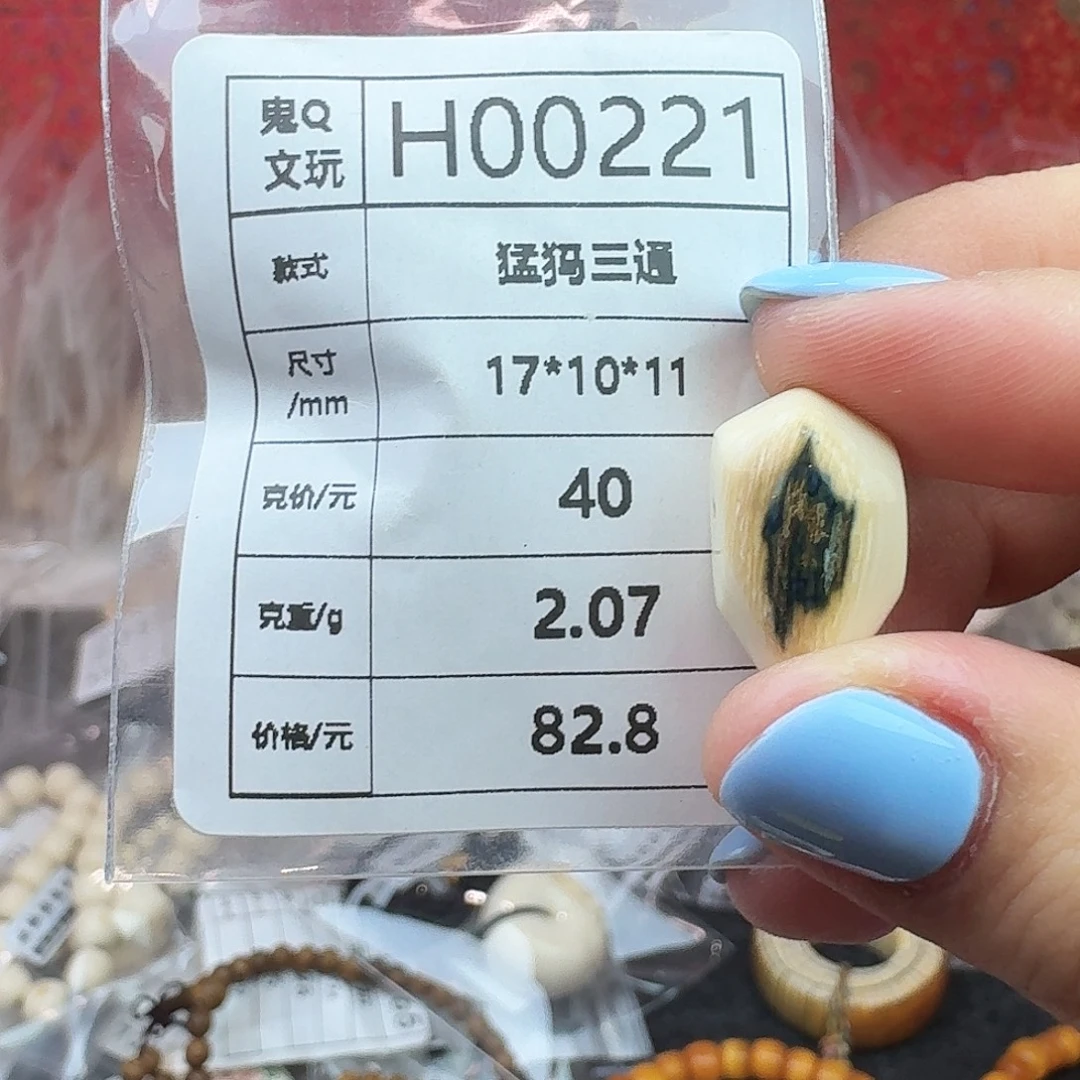 鬼Q
文玩
H00221
款式
猛犸三通
尺寸
/mm
17*10*11
克价/元
40
克重/g
2.07
价格/元
82.8